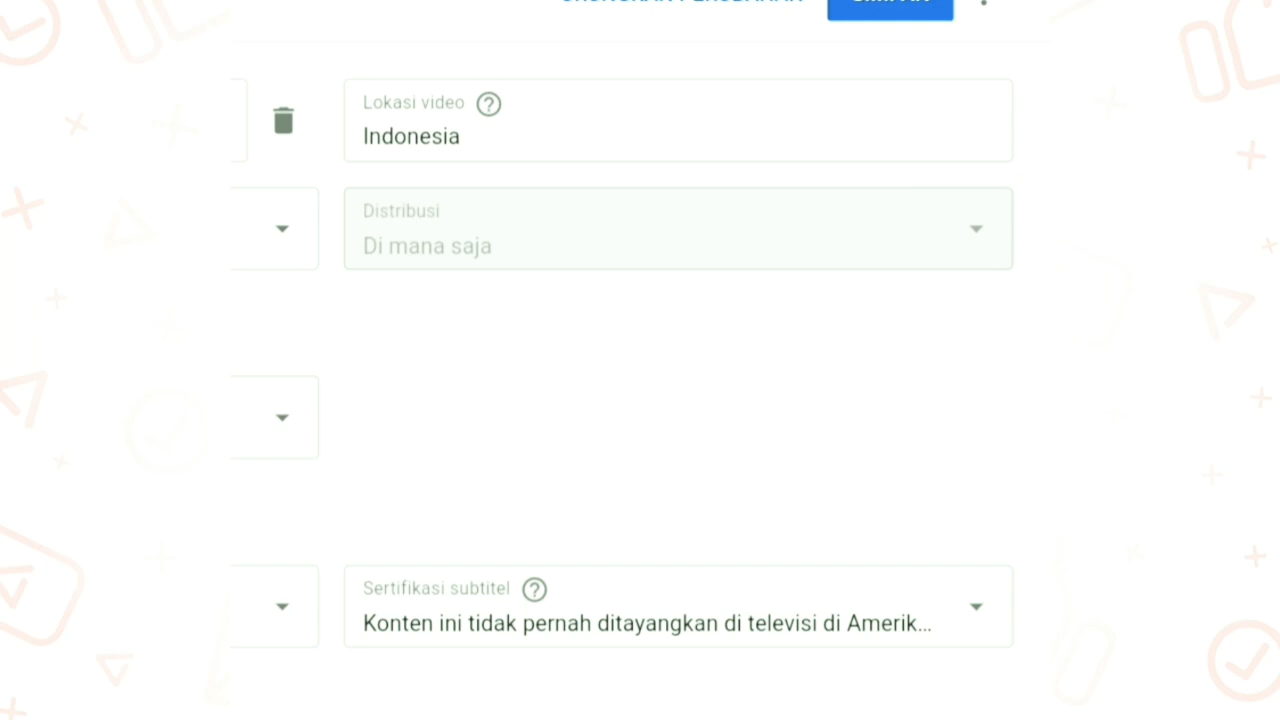 Lokasi video
Indonesia
Distribusi
Di mana saja
Sertifikasi subtitel
Konten ini tidak pernah ditayangkan di televisi di Amerik...